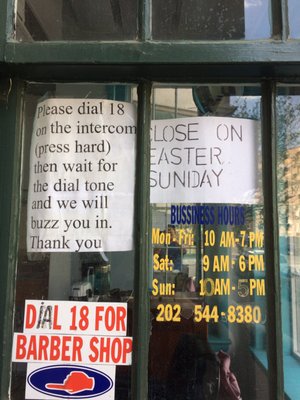 Please dial 18
on the intercom
(press hard)
then wait for
the dial tone
and we will
buzz you in.
Thank you
CLOSE ON
EASTER
SUNDAY
BUSSINESS HOURS
Mon-Fri: 10 AM-7 PM
Sat: 9 AM-6 PM
Sun: 10AM-5PM
202 544-8380
DIAL 18 FOR
BARBER SHOP